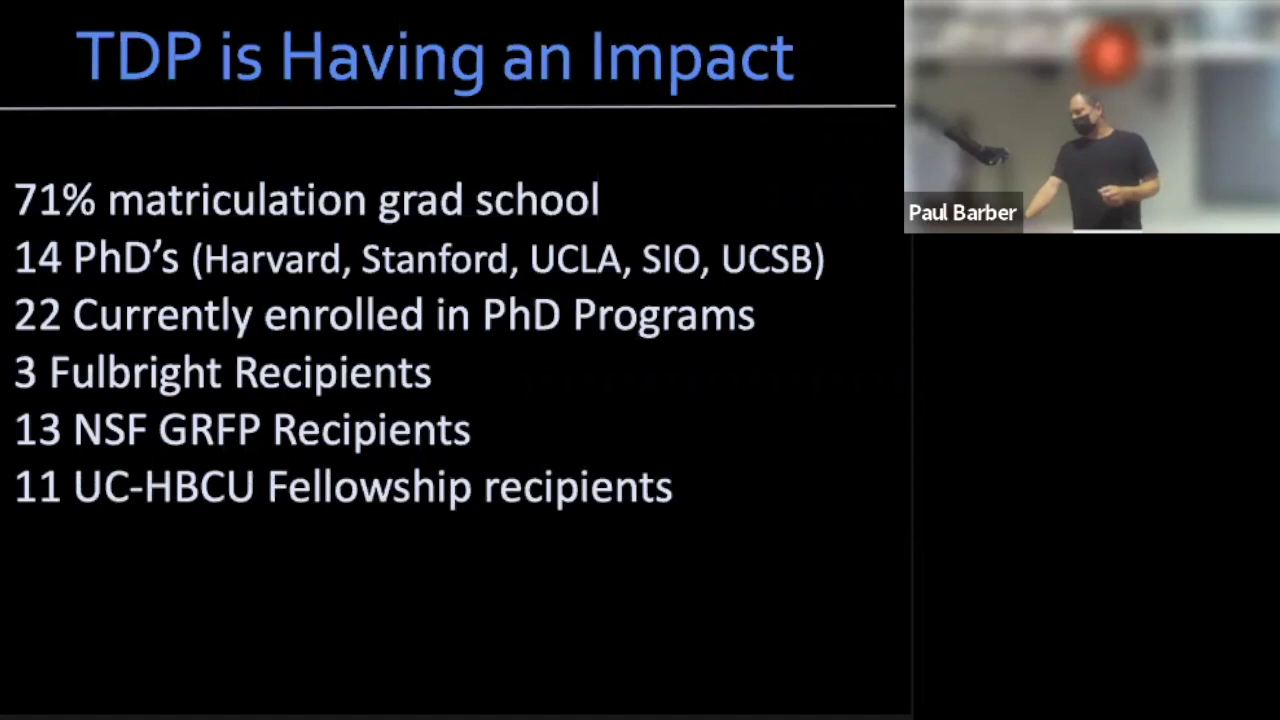 TDP is Having an Impact
71% matriculation grad school
14 PhD’s (Harvard, Stanford, UCLA, SIO, UCSB)
22 Currently enrolled in PhD Programs
3 Fulbright Recipients
13 NSF GRFP Recipients
11 UC-HBCU Fellowship recipients
Paul Barber